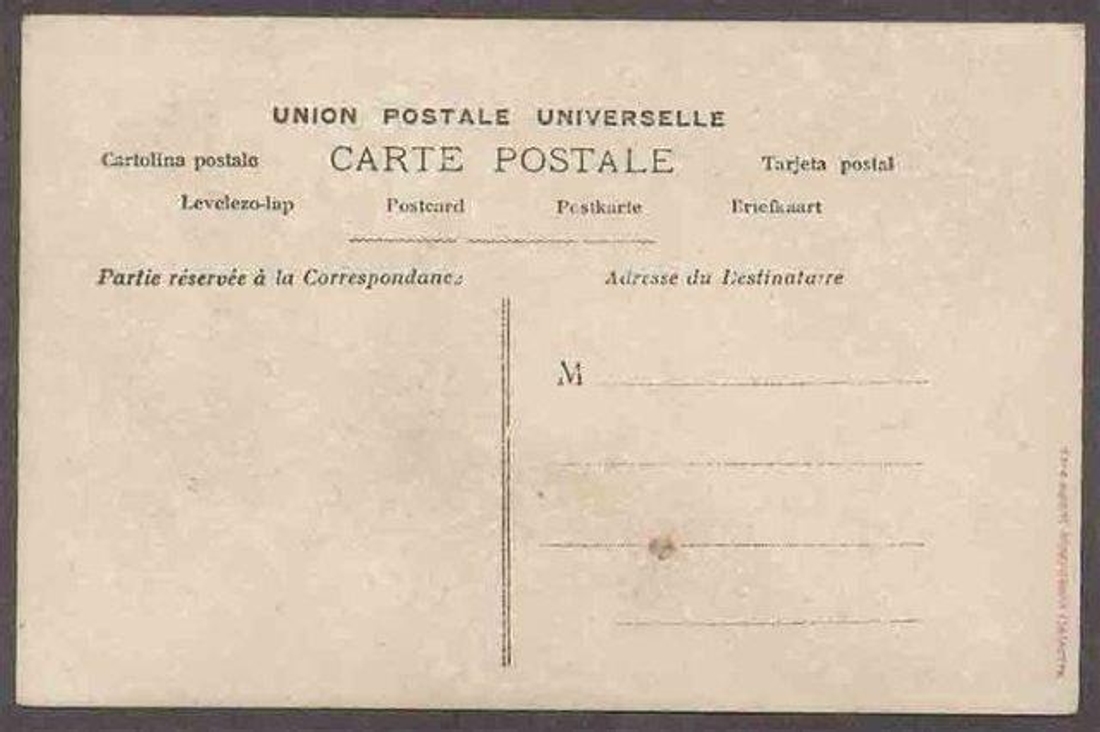 UNION POSTALE UNIVERSELLE
Cartolina postale CARTE POSTALE Tarjeta postal
Levelezo-lap Postcard Postkarte Briefkaart
Partie réservée à la Correspondance Adresse du Destinataire
M